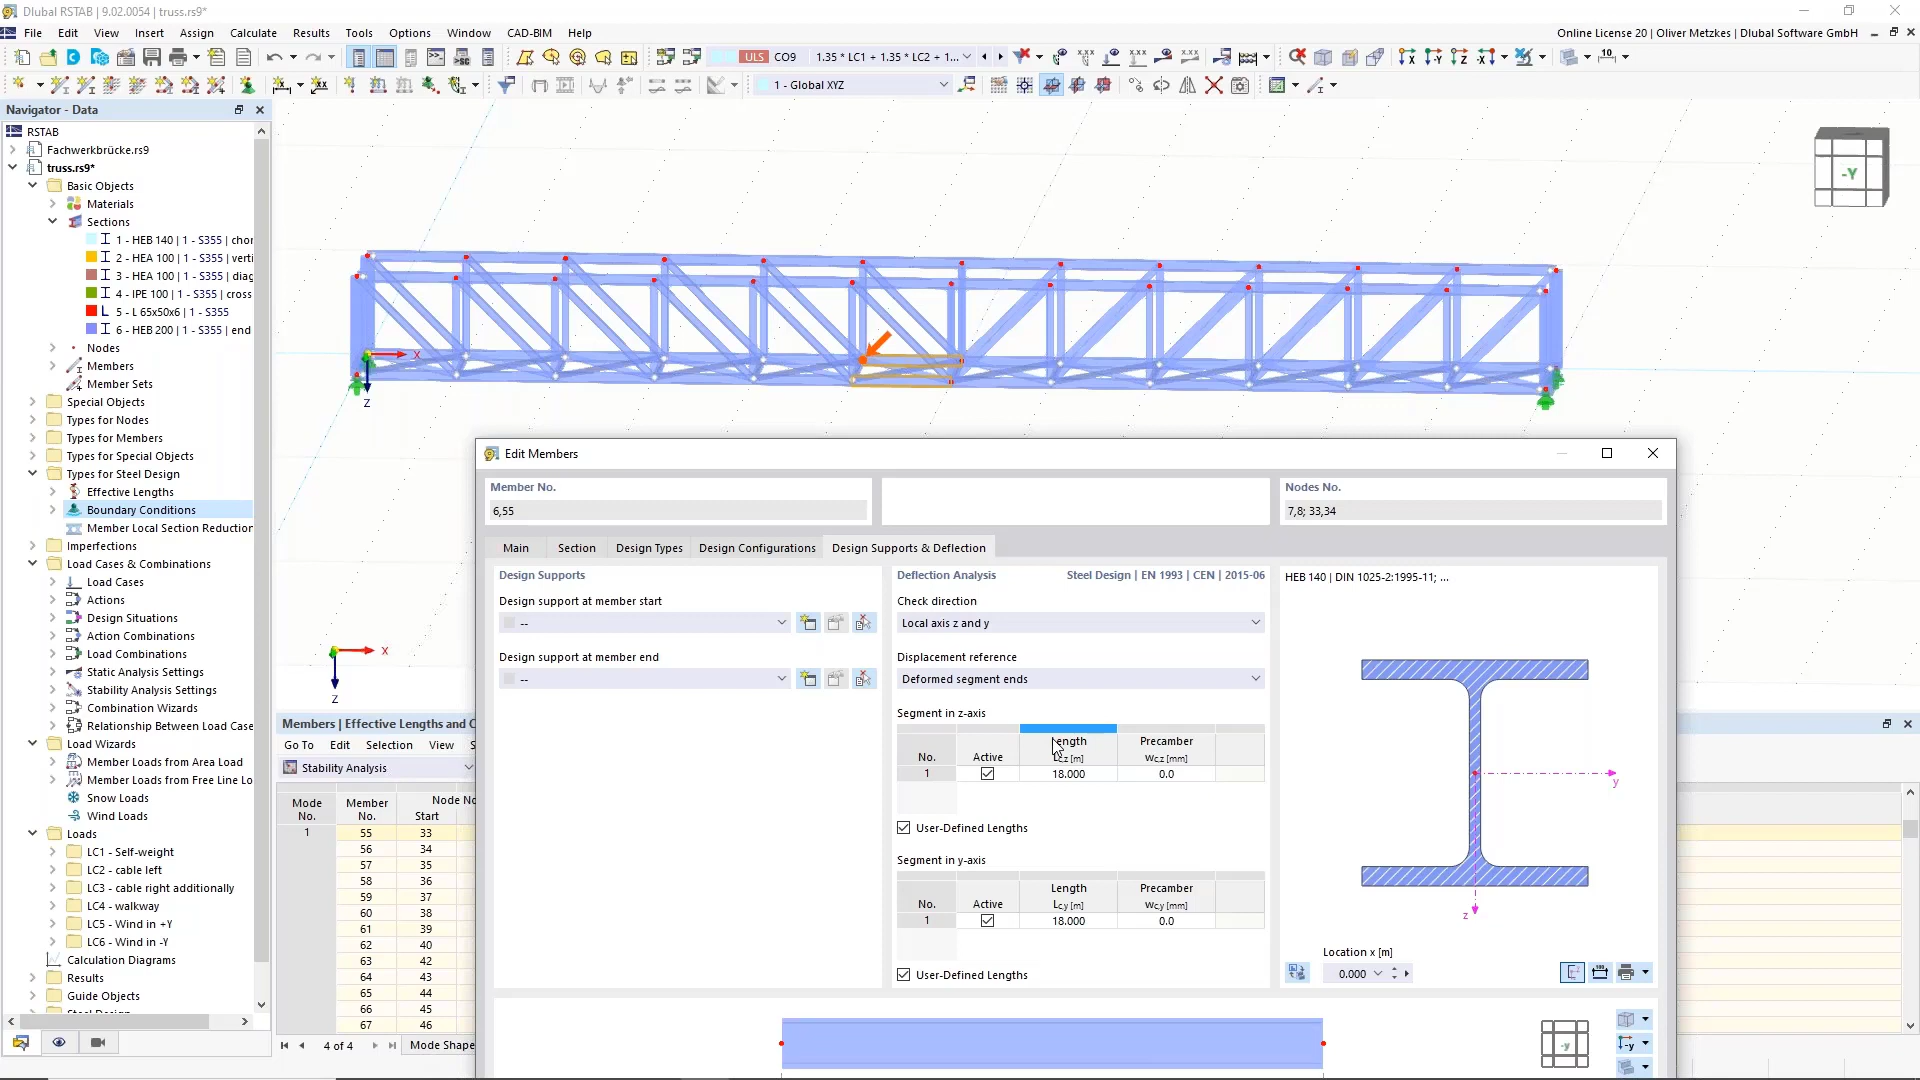 Dlubal RSTAB | 9.02.0054 | truss.rs9*
File Edit View Insert Assign Calculate Results Tools Options Window CAD-BIM Help
Online License 20 | Oliver Metzkes | Dlubal Software GmbH
ULS CO9 1.35 * LC1 + 1.35 * LC2 + 1...
1 - Global XYZ
Navigator - Data
RSTAB
Fachwerkbrücke.rs9
truss.rs9*
Basic Objects
Materials
Sections
1 - HEB 140 | 1 - S355 | chor
2 - HEA 100 | 1 - S355 | verti
3 - HEA 100 | 1 - S355 | diag
4 - IPE 100 | 1 - S355 | cross
5 - L 65x50x6 | 1 - S355
6 - HEB 200 | 1 - S355 | end
Nodes
Members
Member Sets
Special Objects
Types for Nodes
Types for Members
Types for Special Objects
Types for Steel Design
Effective Lengths
Boundary Conditions
Member Local Section Reduction
Imperfections
Load Cases & Combinations
Load Cases
Actions
Design Situations
Action Combinations
Load Combinations
Static Analysis Settings
Stability Analysis Settings
Combination Wizards
Relationship Between Load Case
Load Wizards
Member Loads from Area Load
Member Loads from Free Line Lo
Snow Loads
Wind Loads
Loads
LC1 - Self-weight
LC2 - cable left
LC3 - cable right additionally
LC4 - walkway
LC5 - Wind in +Y
LC6 - Wind in -Y
Calculation Diagrams
Results
Guide Objects
-Y
X
Z
X
Z
Members | Effective Lengths and C
Go To Edit Selection View S
Stability Analysis
Mode No.
Member No.
Node No
Start
1 55 33
56 34
57 35
58 36
59 37
60 38
61 39
62 40
63 42
64 43
65 44
66 45
67 46
4 of 4 Mode Shape
Edit Members
Member No.
6,55
Nodes No.
7,8; 33,34
Main Section Design Types Design Configurations Design Supports & Deflection
Design Supports
Design support at member start
--
Design support at member end
--
Deflection Analysis Steel Design | EN 1993 | CEN | 2015-06
Check direction
Local axis z and y
Displacement reference
Deformed segment ends
Segment in z-axis
Length Precamber
No. Active Lc,z [m] wc,z [mm]
1 18.000 0.0
User-Defined Lengths
Segment in y-axis
Length Precamber
No. Active Lc,y [m] wc,y [mm]
1 18.000 0.0
User-Defined Lengths
HEB 140 | DIN 1025-2:1995-11; ...
y
z
Location x [m]
0.000
-y
-y